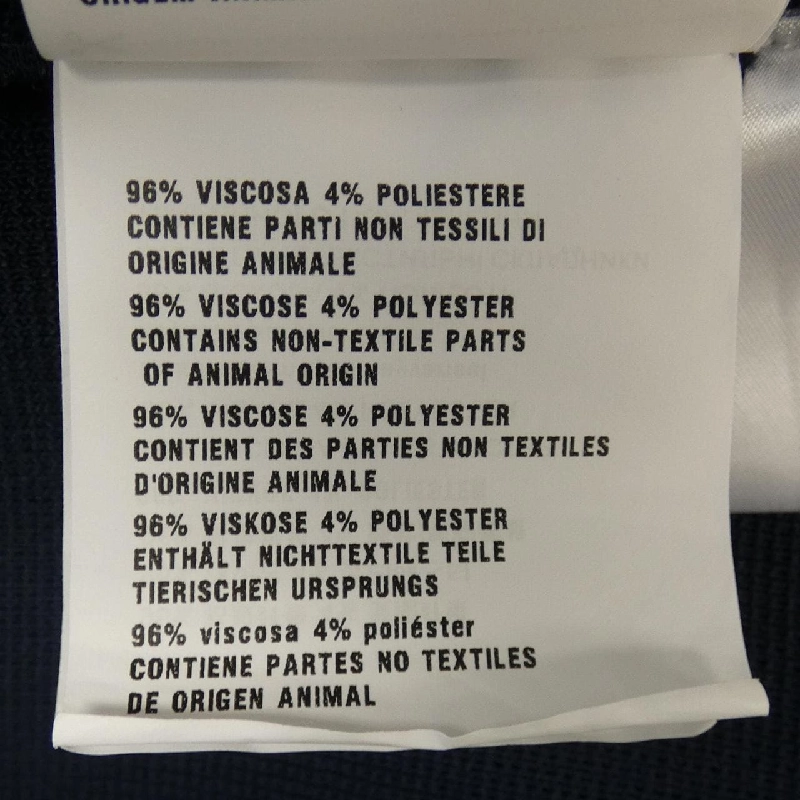 96% VISCOSA 4% POLIESTERE
CONTIENE PARTI NON TESSILI DI
ORIGINE ANIMALE
96% VISCOSE 4% POLYESTER
CONTAINS NON-TEXTILE PARTS
OF ANIMAL ORIGIN
96% VISCOSE 4% POLYESTER
CONTIENT DES PARTIES NON TEXTILES
D'ORIGINE ANIMALE
96% VISKOSE 4% POLYESTER
ENTHÄLT NICHTTEXTILE TEILE
TIERISCHEN URSPRUNGS
96% viscosa 4% poliéster
CONTIENE PARTES NO TEXTILES
DE ORIGEN ANIMAL